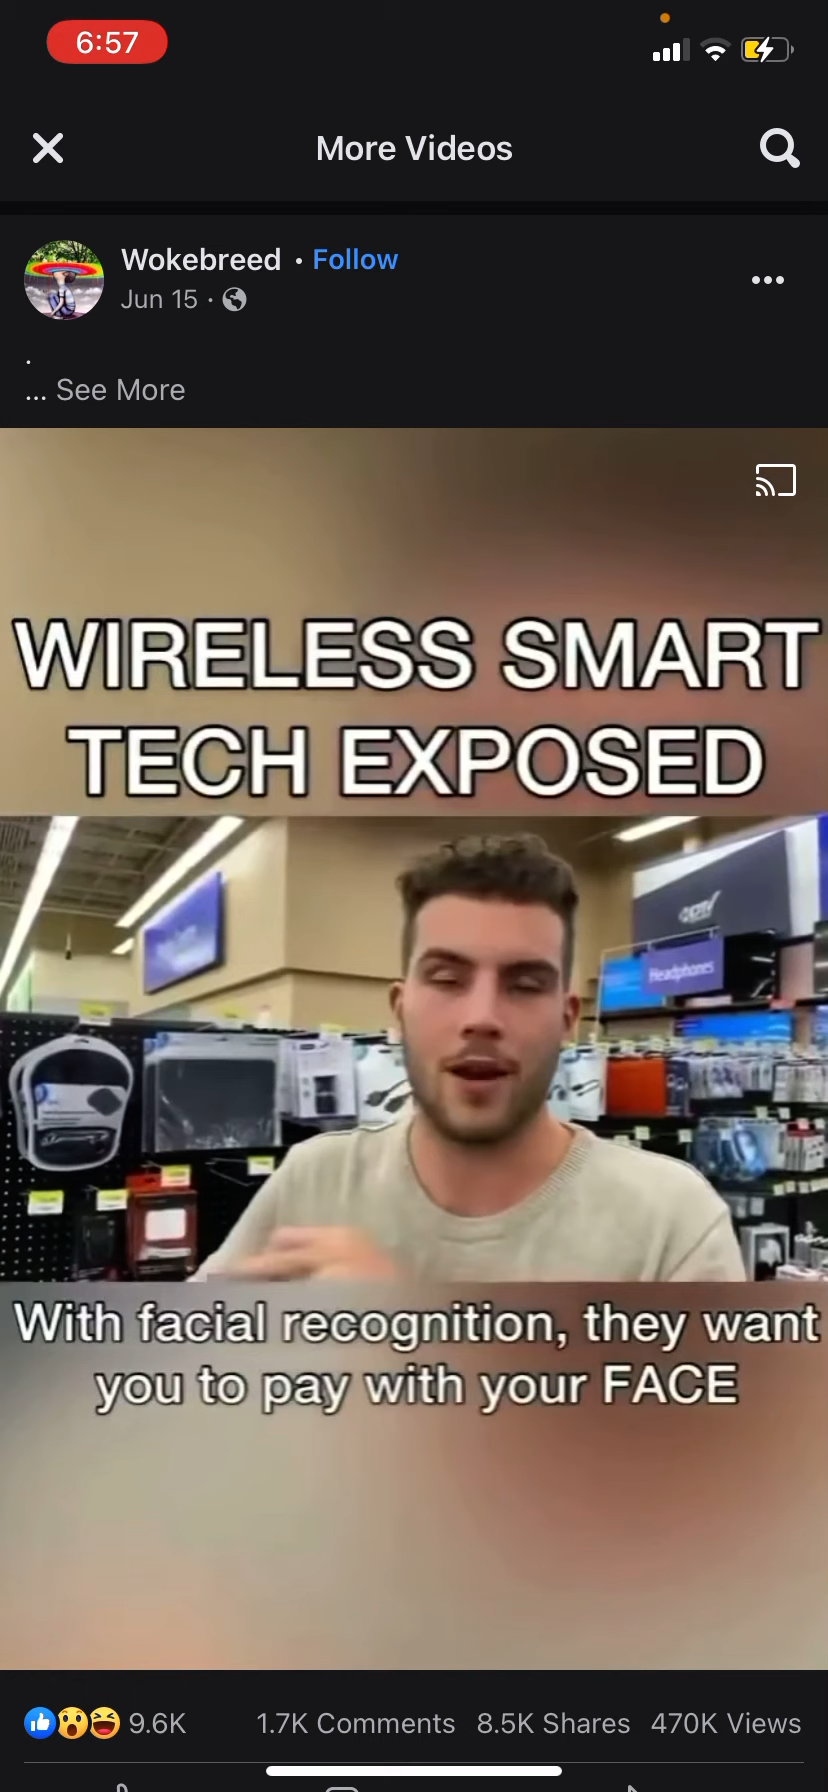 6:57
More Videos
Wokebreed · Follow
Jun 15 ·
.
... See More
WIRELESS SMART
TECH EXPOSED
Headphones
With facial recognition, they want
you to pay with your FACE
9.6K 1.7K Comments 8.5K Shares 470K Views